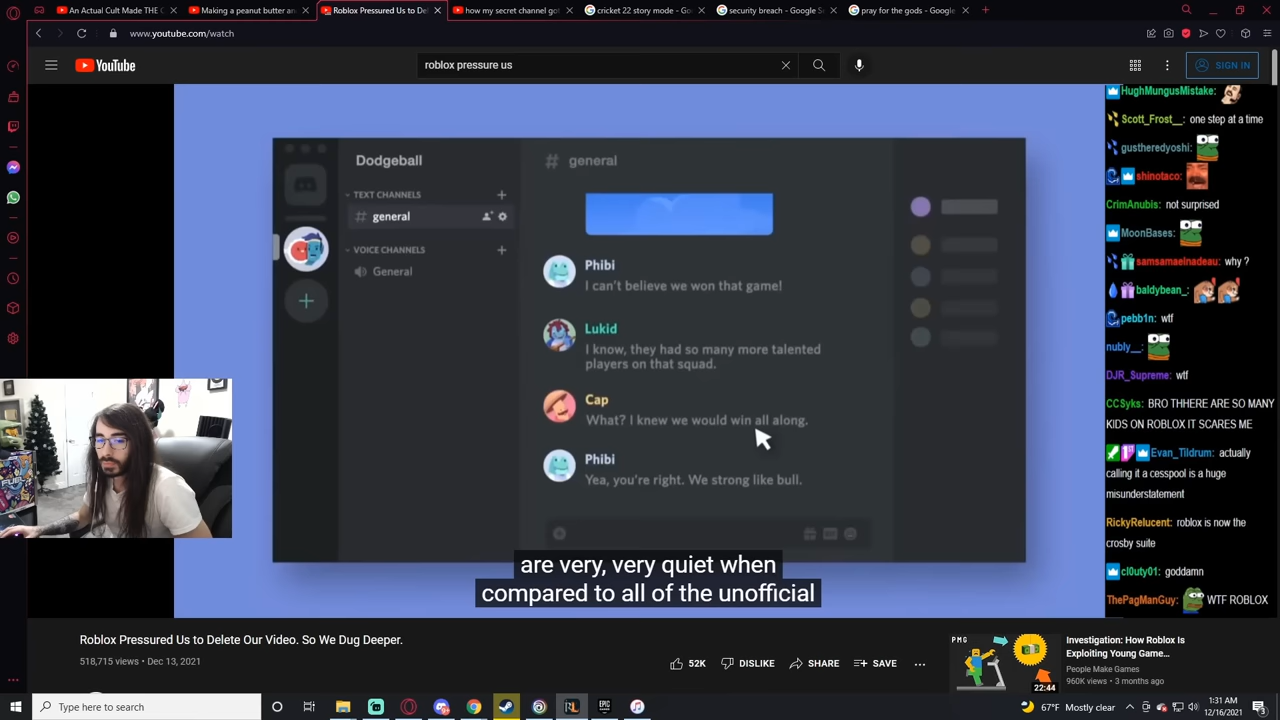 An Actual Cult Made THE C
Making a peanut butter an
Roblox Pressured Us to Del
how my secret channel got
cricket 22 story mode - Go
security breach - Google S
pray for the gods - Google
www.youtube.com/watch
YouTube
roblox pressure us
SIGN IN
Dodgeball
TEXT CHANNELS
general
VOICE CHANNELS
General
# general
Phibi
I can't believe we won that game!
Lukid
I know, they had so many more talented
players on that squad.
Cap
What? I knew we would win all along.
Phibi
Yea, you're right. We strong like bull.
are very, very quiet when
compared to all of the unofficial
HughMungusMistake:
Scott_Frost__: one step at a time
gustheredyoshi:
shinotaco:
CrimAnubis: not surprised
MoonBases:
samsamaelnadeau: why ?
baldybean_:
pebb1n: wtf
nubly__:
DJR_Supreme: wtf
CCSyks: BRO THHERE ARE SO MANY
KIDS ON ROBLOX IT SCARES ME
Evan_Tildrum: actually
calling it a cesspool is a huge
misunderstatement
RickyRelucent: roblox is now the
crosby suite
cl0uty01: goddamn
ThePagManGuy: WTF ROBLOX
Roblox Pressured Us to Delete Our Video. So We Dug Deeper.
518,715 views • Dec 13, 2021
52K
DISLIKE
SHARE
SAVE
PMG
22:44
Investigation: How Roblox Is
Exploiting Young Game...
People Make Games
960K views • 3 months ago
Type here to search
67°F Mostly clear
1:31 AM
12/16/2021